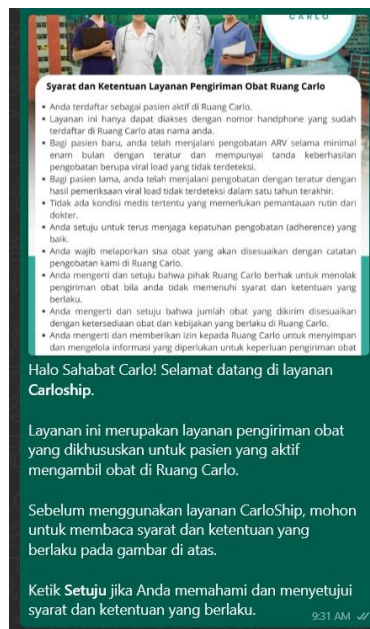 CARLO
Syarat dan Ketentuan Layanan Pengiriman Obat Ruang Carlo
• Anda terdaftar sebagai pasien aktif di Ruang Carlo.
• Layanan ini hanya dapat diakses dengan nomor handphone yang sudah
terdaftar di Ruang Carlo atas nama anda.
• Bagi pasien baru, anda telah menjalani pengobatan ARV selama minimal
enam bulan dengan teratur dan mempunyai tanda keberhasilan
pengobatan berupa viral load yang tidak terdeteksi.
• Bagi pasien lama, anda telah menjalani pengobatan dengan teratur dengan
hasil pemeriksaan viral load tidak terdeteksi dalam satu tahun terakhir.
• Tidak ada kondisi medis tertentu yang memerlukan pemantauan rutin dari
dokter.
• Anda setuju untuk terus menjaga kepatuhan pengobatan (adherence) yang
baik.
• Anda wajib melaporkan sisa obat yang akan disesuaikan dengan catatan
pengobatan kami di Ruang Carlo.
• Anda mengerti dan setuju bahwa pihak Ruang Carlo berhak untuk menolak
pengiriman obat bila anda tidak memenuhi syarat dan ketentuan yang
berlaku.
• Anda mengerti dan setuju bahwa jumlah obat yang dikirim disesuaikan
dengan ketersediaan obat dan kebijakan yang berlaku di Ruang Carlo.
• Anda mengerti dan memberikan izin kepada Ruang Carlo untuk menyimpan
dan mengelola informasi yang diperlukan untuk keperluan pengiriman obat
Halo Sahabat Carlo! Selamat datang di layanan
Carloship.
Layanan ini merupakan layanan pengiriman obat
yang dikhususkan untuk pasien yang aktif
mengambil obat di Ruang Carlo.
Sebelum menggunakan layanan CarloShip, mohon
untuk membaca syarat dan ketentuan yang
berlaku pada gambar di atas.
Ketik Setuju jika Anda memahami dan menyetujui
syarat dan ketentuan yang berlaku.
9:31 AM